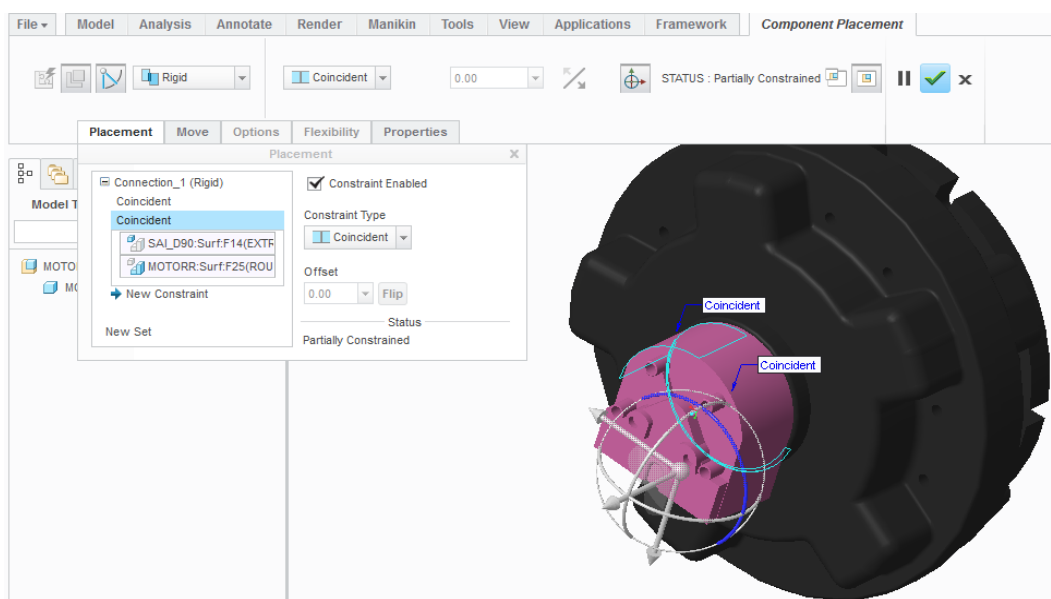 File Model Analysis Annotate Render Manikin Tools View Applications Framework Component Placement
Rigid Coincident 0.00 STATUS : Partially Constrained
Placement Move Options Flexibility Properties
Placement
Connection_1 (Rigid)
Coincident
Coincident
SAI_D90:Surf:F14(EXTR
MOTORR:Surf:F25(ROU
New Constraint
New Set
Constraint Enabled
Constraint Type
Coincident
Offset
0.00 Flip
Status
Partially Constrained
Model T
MOTO
MO
Coincident
Coincident